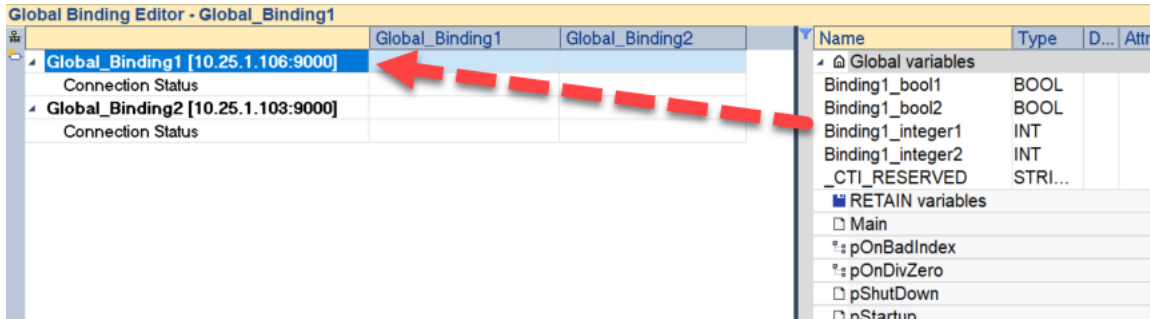 Global Binding Editor - Global_Binding1
Global_Binding1 Global_Binding2
Global_Binding1 [10.25.1.106:9000]
Connection Status
Global_Binding2 [10.25.1.103:9000]
Connection Status
Name Type D... Attr
Global variables
Binding1_bool1 BOOL
Binding1_bool2 BOOL
Binding1_integer1 INT
Binding1_integer2 INT
_CTI_RESERVED STRI...
RETAIN variables
Main
pOnBadIndex
pOnDivZero
pShutDown
pStartup